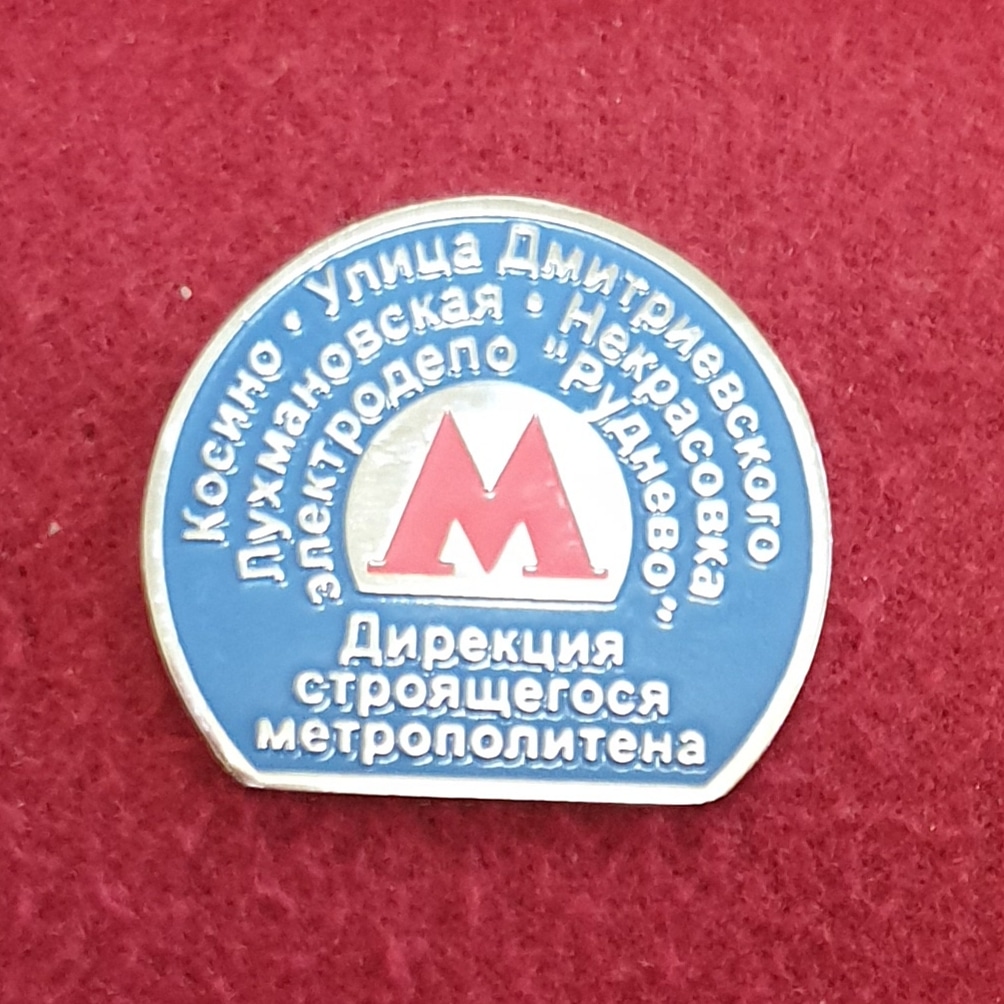 Косино • Улица Дмитриевского
Лухмановская • Некрасовка
электродепо "Руднево"
М
Дирекция
строящегося
метрополитена